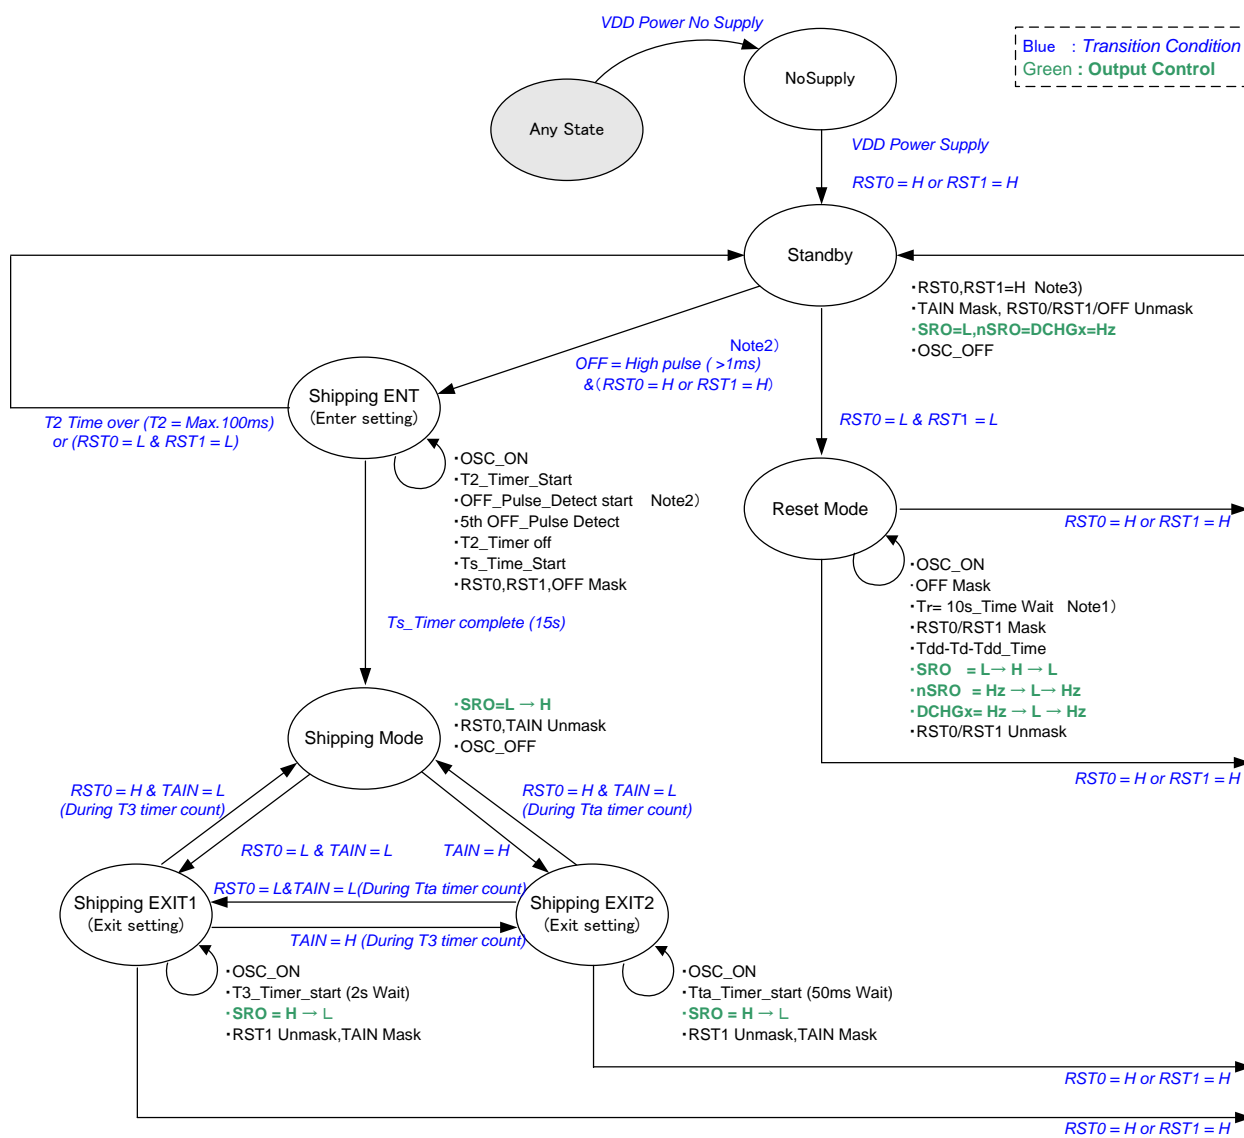 VDD Power No Supply
Blue : Transition Condition
Green : Output Control
NoSupply
Any State
VDD Power Supply
RST0 = H or RST1 = H
Standby
・RST0,RST1=H Note3)
・TAIN Mask, RST0/RST1/OFF Unmask
・SRO=L,nSRO=DCHGx=Hz
・OSC_OFF
Note2)
OFF = High pulse ( >1ms)
&(RST0 = H or RST1 = H)
Shipping ENT
(Enter setting)
T2 Time over (T2 = Max.100ms)
or (RST0 = L & RST1 = L)
RST0 = L & RST1 = L
・OSC_ON
・T2_Timer_Start
・OFF_Pulse_Detect start Note2)
・5th OFF_Pulse Detect
・T2_Timer off
・Ts_Time_Start
・RST0,RST1,OFF Mask
Reset Mode
RST0 = H or RST1 = H
・OSC_ON
・OFF Mask
・Tr= 10s_Time Wait Note1)
・RST0/RST1 Mask
・Tdd-Td-Tdd_Time
・SRO = L→ H → L
・nSRO = Hz → L→ Hz
・DCHGx= Hz → L → Hz
・RST0/RST1 Unmask
Ts_Timer complete (15s)
RST0 = H or RST1 = H
Shipping Mode
・SRO=L → H
・RST0,TAIN Unmask
・OSC_OFF
RST0 = H & TAIN = L
(During T3 timer count)
RST0 = H & TAIN = L
(During Tta timer count)
RST0 = L & TAIN = L
TAIN = H
Shipping EXIT1
(Exit setting)
RST0 = L&TAIN = L(During Tta timer count)
Shipping EXIT2
(Exit setting)
TAIN = H (During T3 timer count)
・OSC_ON
・T3_Timer_start (2s Wait)
・SRO = H → L
・RST1 Unmask,TAIN Mask
・OSC_ON
・Tta_Timer_start (50ms Wait)
・SRO = H → L
・RST1 Unmask,TAIN Mask
RST0 = H or RST1 = H
RST0 = H or RST1 = H